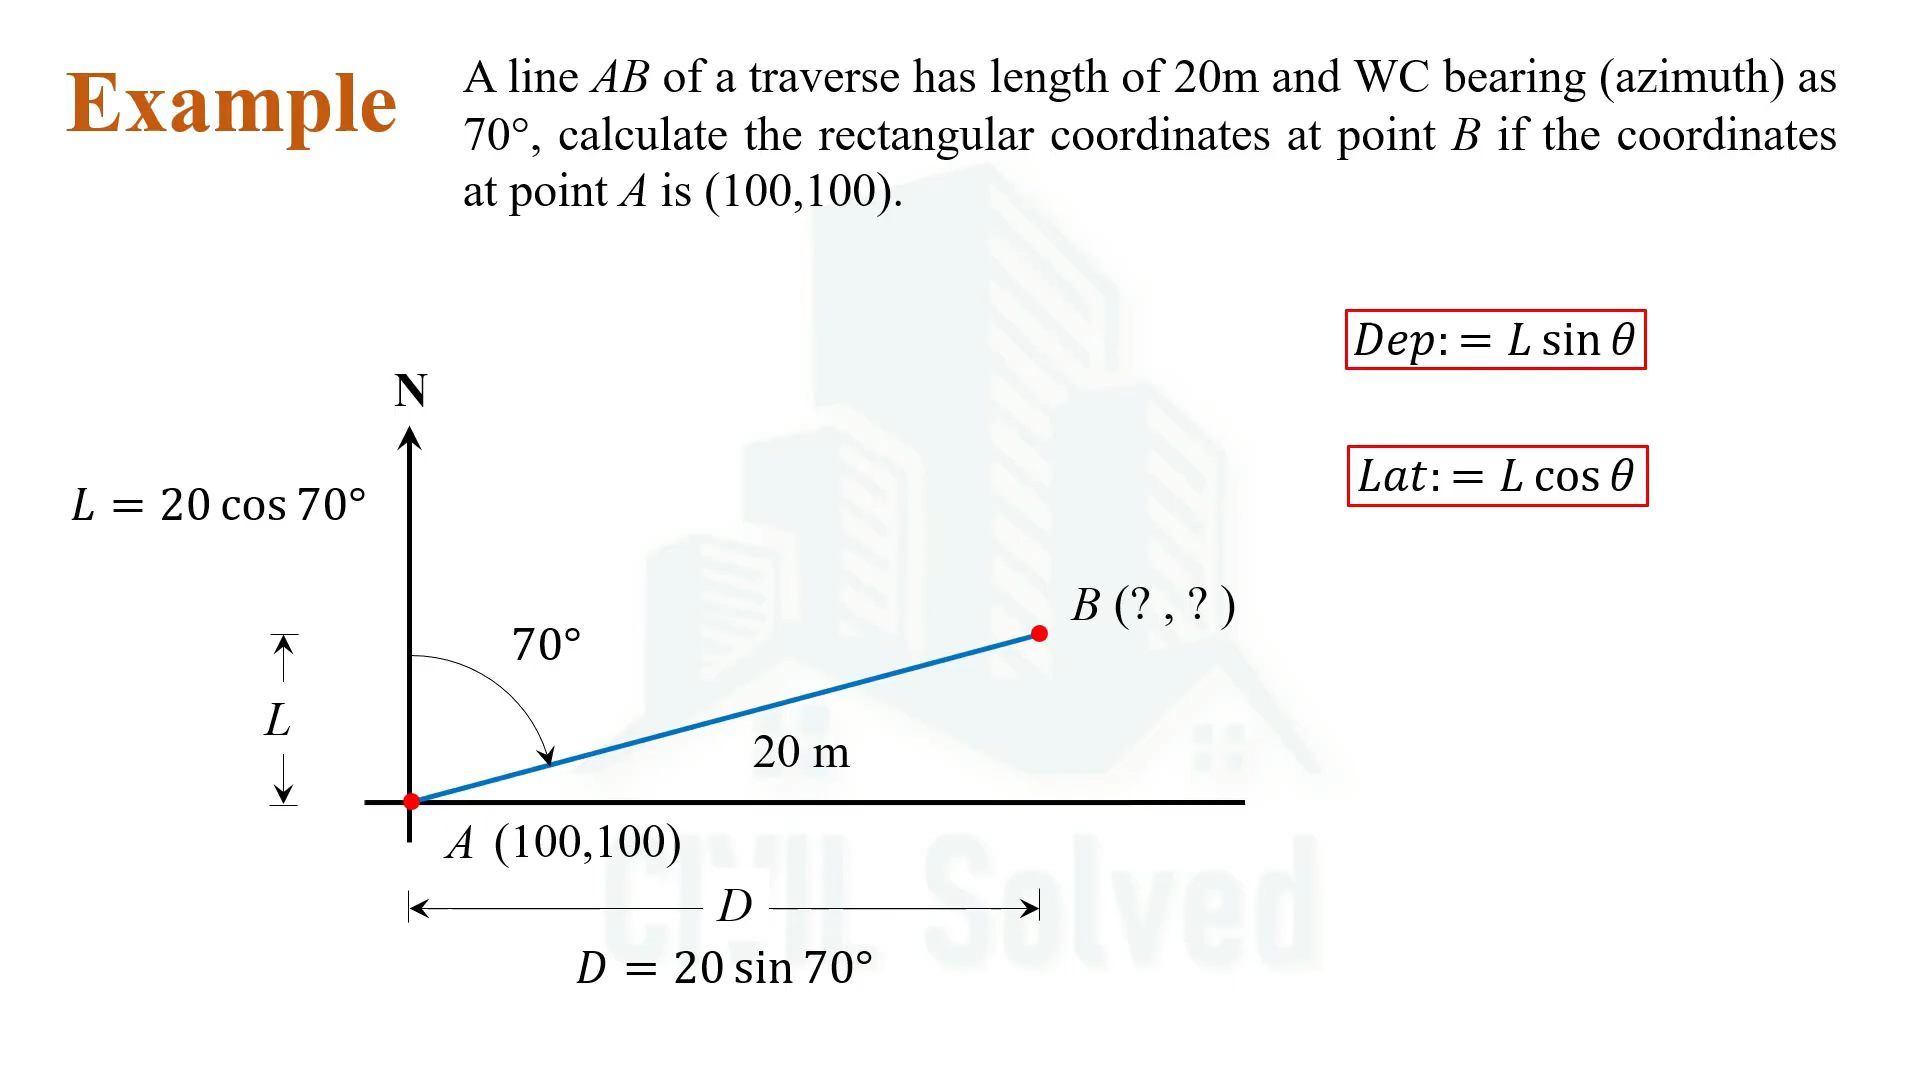 Example
A line AB of a traverse has length of 20m and WC bearing (azimuth) as
70°, calculate the rectangular coordinates at point B if the coordinates
at point A is (100,100).
Dep: = L sin θ
N
Lat: = L cos θ
L = 20 cos 70°
B (? , ? )
70°
L
20 m
A (100,100)
CIVIL Solved
D
D = 20 sin 70°